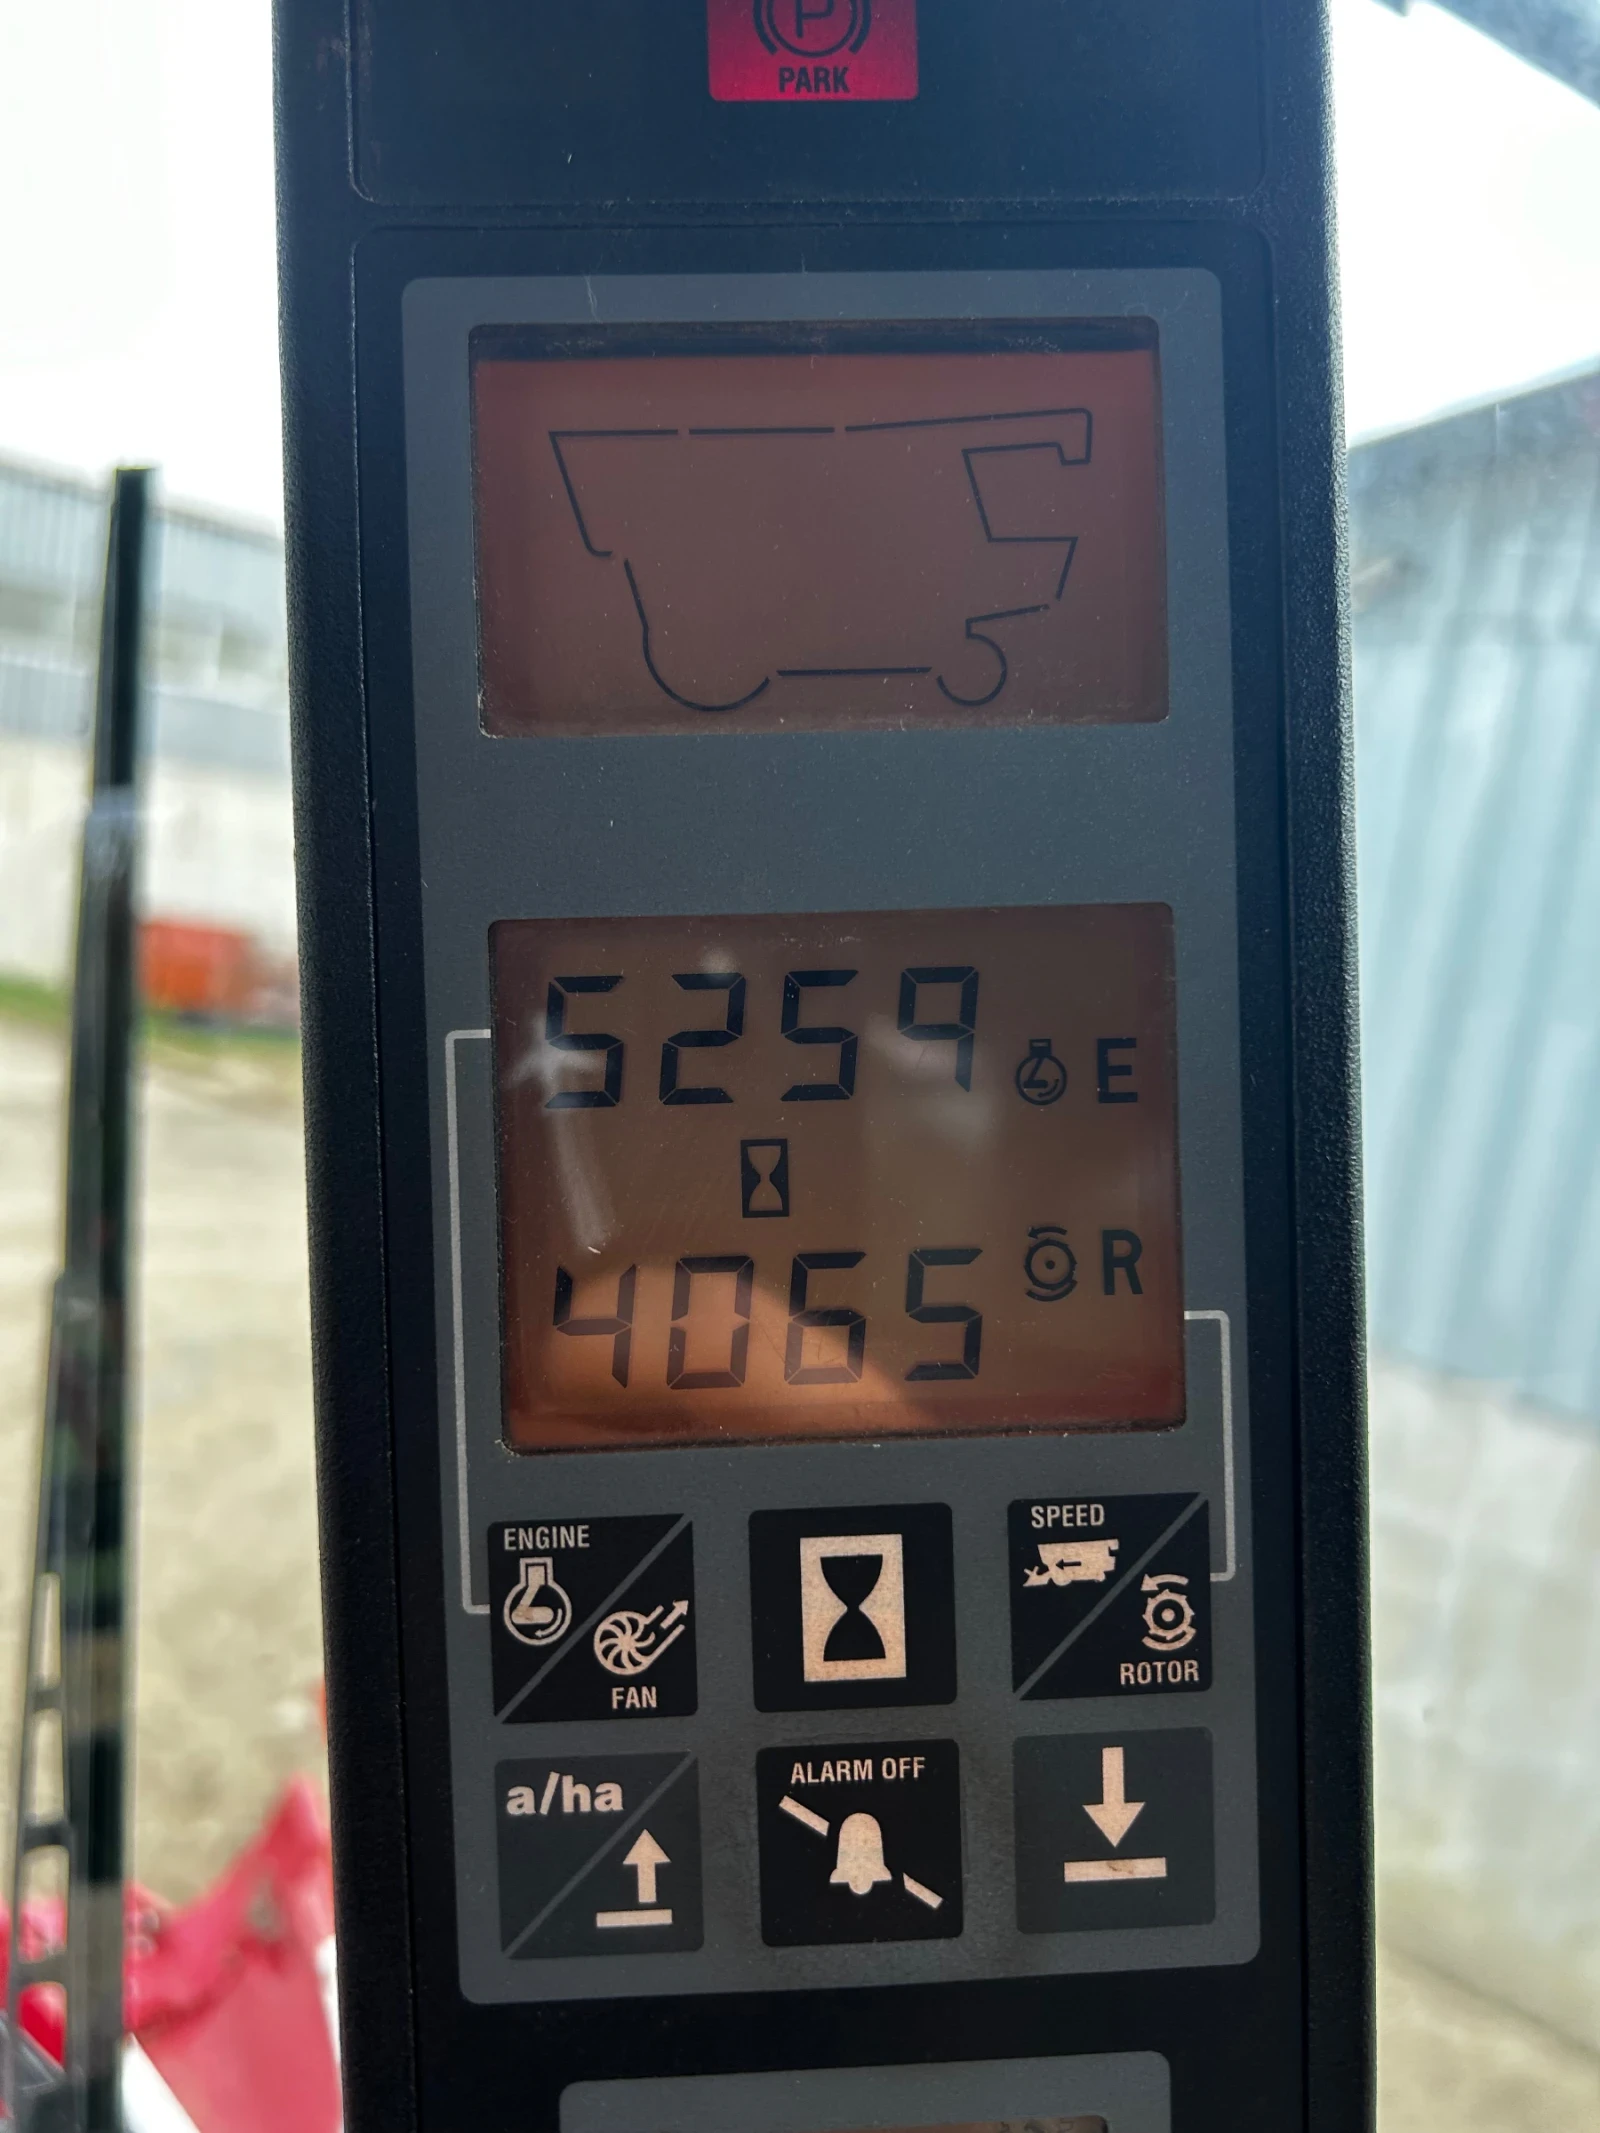 P
PARK
5259 E
4065 R
ENGINE
FAN
SPEED
ROTOR
a/ha
ALARM OFF